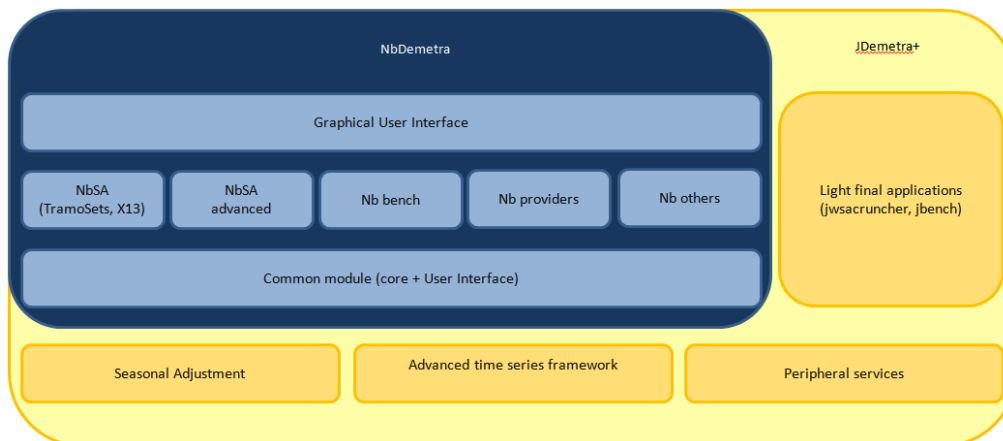 NbDemetra
JDemetra+
Graphical User Interface
NbSA
(TramoSets, X13)
NbSA
advanced
Nb bench
Nb providers
Nb others
Light final applications
(jwsacruncher, jbench)
Common module (core + User Interface)
Seasonal Adjustment
Advanced time series framework
Peripheral services